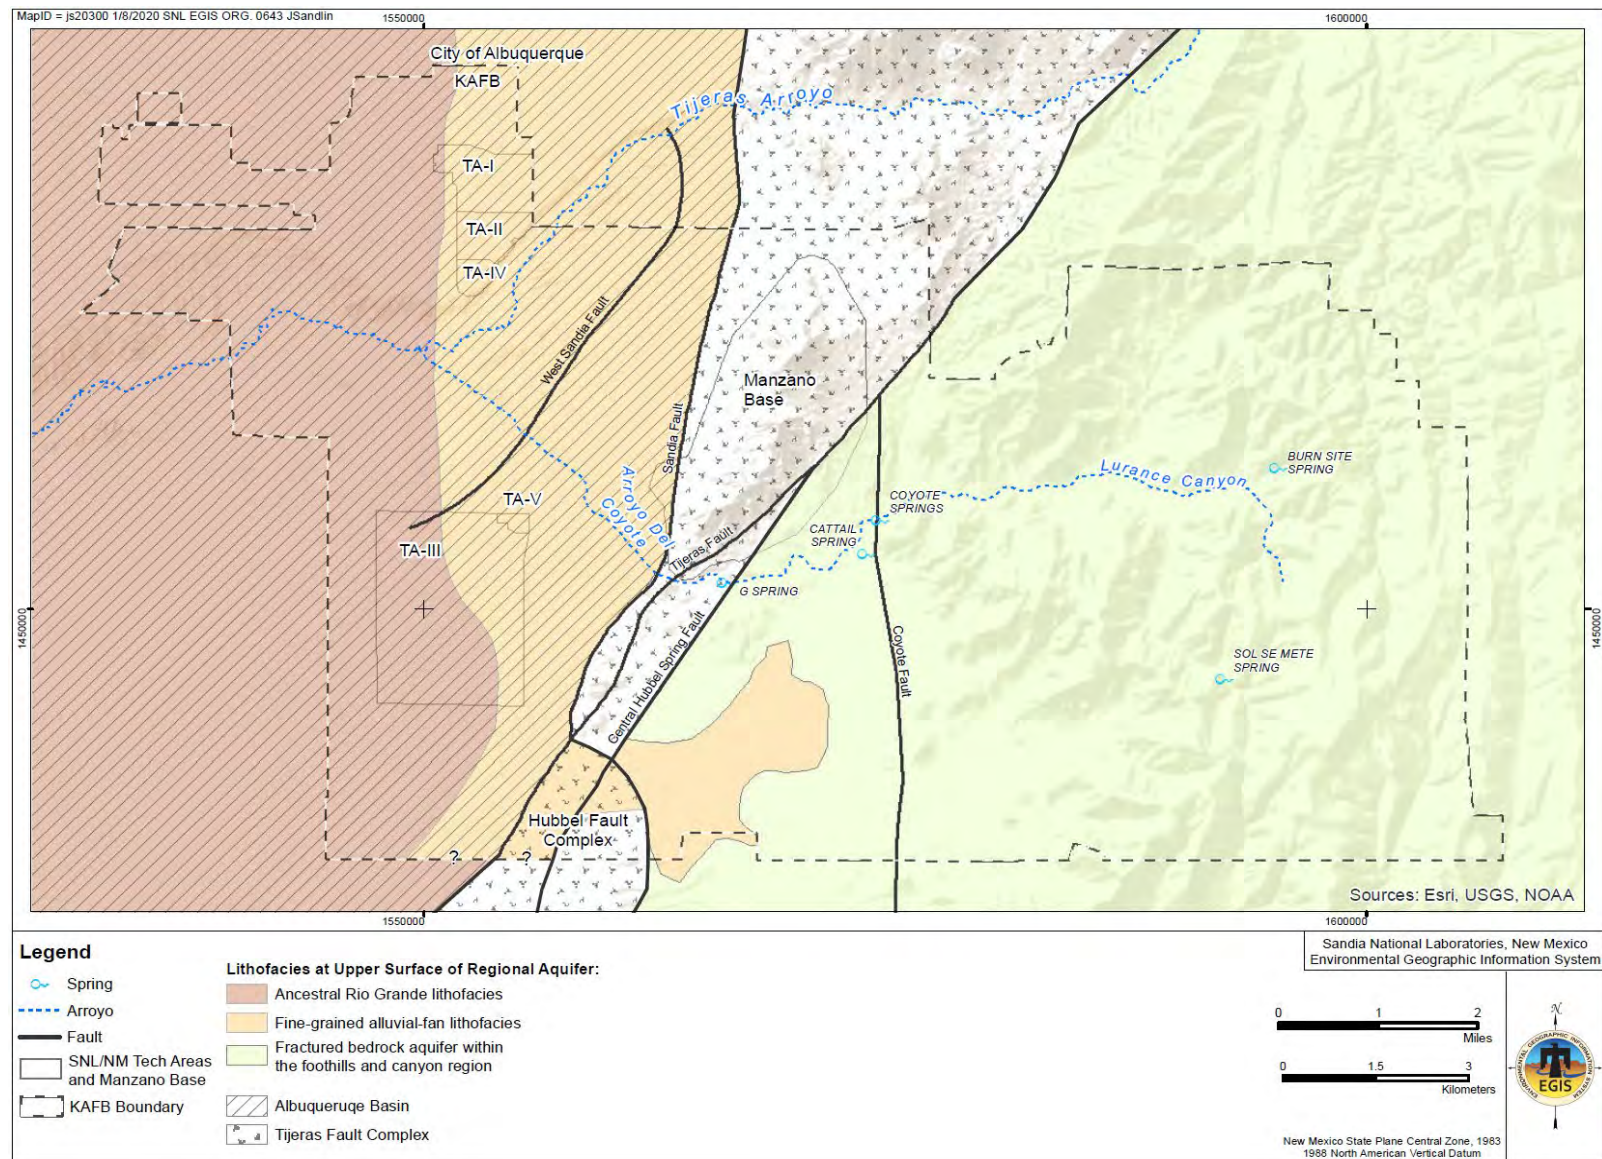 MapID = js20300 1/8/2020 SNL EGIS ORG. 0643 JSandlin
1550000
1600000
City of Albuquerque
KAFB
Tijeras Arroyo
TA-I
TA-II
TA-IV
West Sandia Fault
Manzano
Base
Sandia Fault
Arroyo Del
Coyote
TA-V
TA-III
Tijeras Fault
Lurance Canyon
BURN SITE
SPRING
COYOTE
SPRINGS
CATTAIL
SPRING
G SPRING
1450000
1450000
Central Hubbel Spring Fault
Coyote Fault
SOL SE METE
SPRING
Hubbel Fault
Complex
?
?
Sources: Esri, USGS, NOAA
1550000
1600000
Legend
Spring
Arroyo
Fault
SNL/NM Tech Areas
and Manzano Base
KAFB Boundary
Lithofacies at Upper Surface of Regional Aquifer:
Ancestral Rio Grande lithofacies
Fine-grained alluvial-fan lithofacies
Fractured bedrock aquifer within
the foothills and canyon region
Albuqueruqe Basin
Tijeras Fault Complex
Sandia National Laboratories, New Mexico
Environmental Geographic Information System
0 1 2
Miles
0 1.5 3
Kilometers
N
ENVIRONMENTAL GEOGRAPHIC INFORMATION SYSTEM
EGIS
New Mexico State Plane Central Zone, 1983
1988 North American Vertical Datum